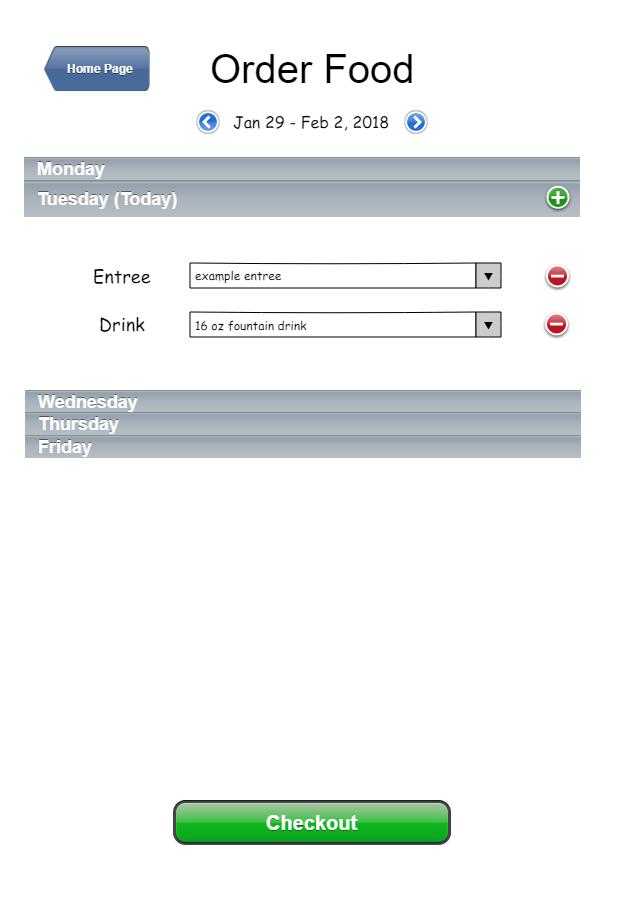 Home Page
Order Food
Jan 29 - Feb 2, 2018
Monday
Tuesday (Today)
Entree
example entree
Drink
16 oz fountain drink
Wednesday
Thursday
Friday
Checkout